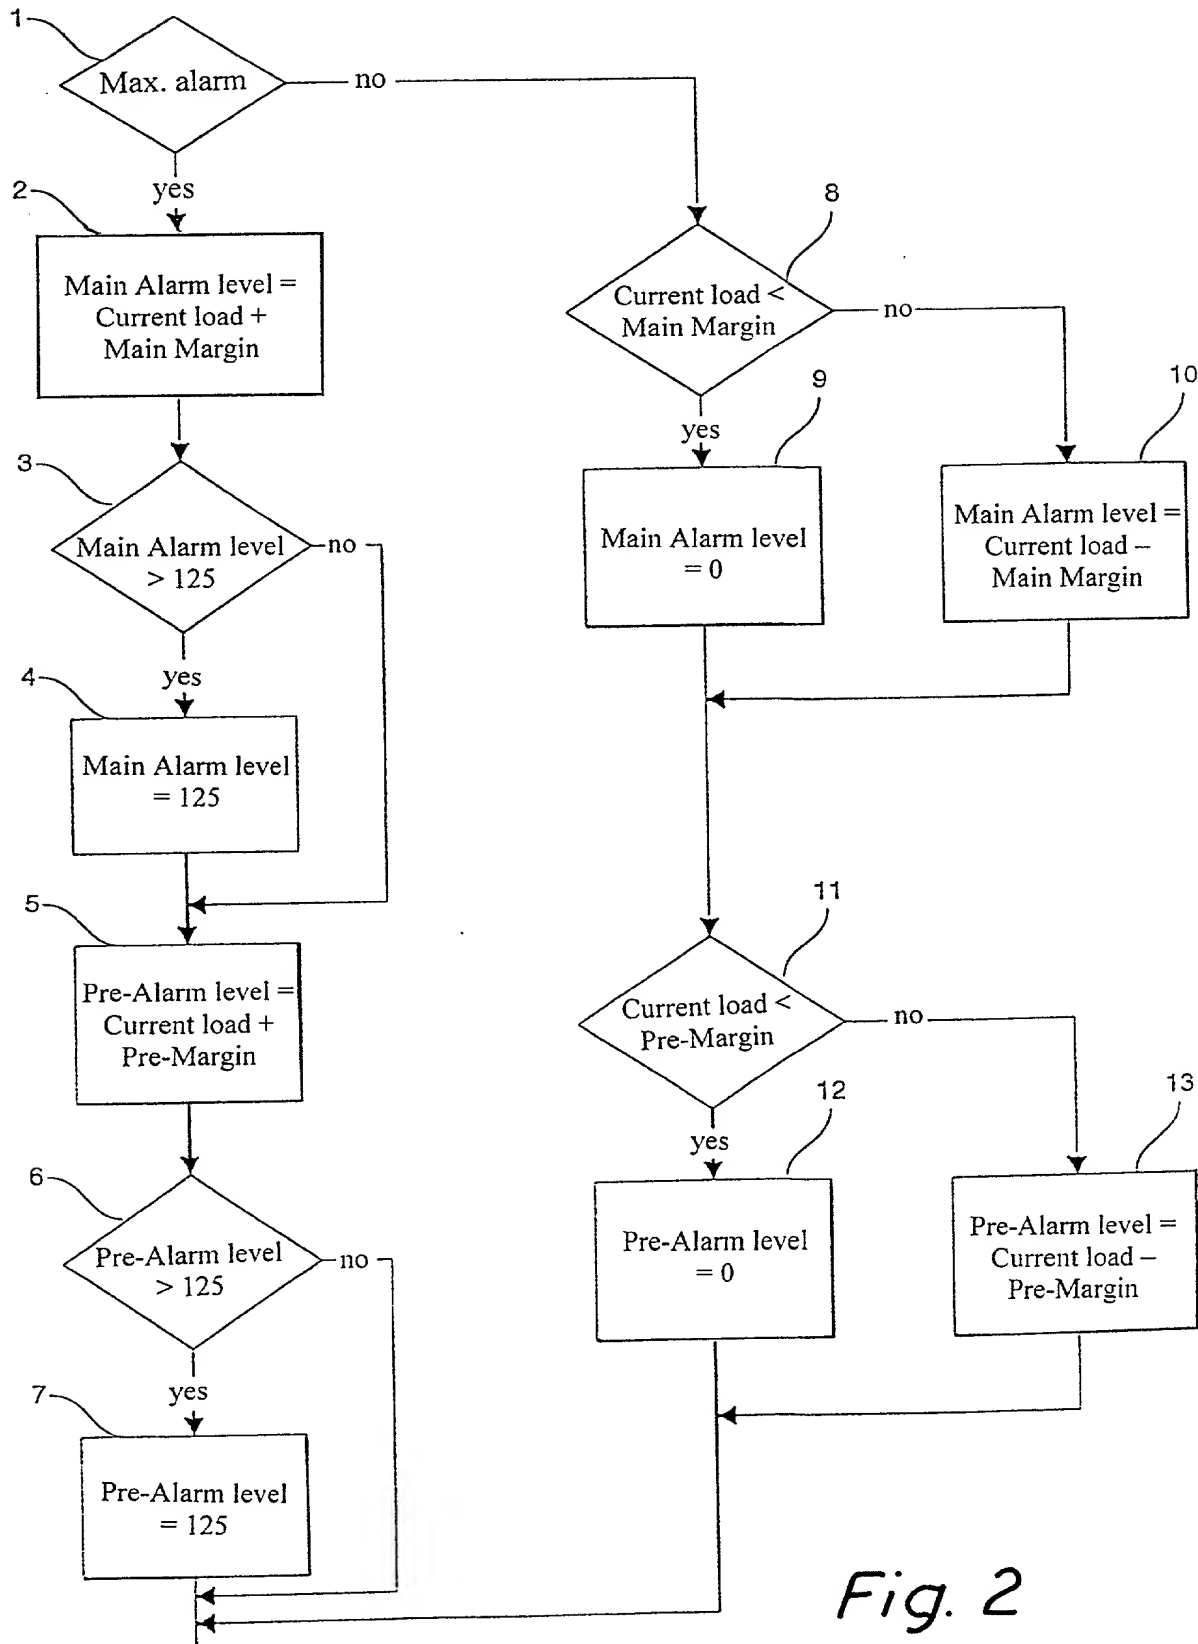 1
Max. alarm
no
yes
2
Main Alarm level =
Current load +
Main Margin
3
Main Alarm level
> 125
no
yes
4
Main Alarm level
= 125
5
Pre-Alarm level =
Current load +
Pre-Margin
6
Pre-Alarm level
> 125
no
yes
7
Pre-Alarm level
= 125
8
Current load <
Main Margin
no
yes
9
Main Alarm level
= 0
10
Main Alarm level =
Current load –
Main Margin
11
Current load <
Pre-Margin
no
yes
12
Pre-Alarm level
= 0
13
Pre-Alarm level =
Current load –
Pre-Margin
Fig. 2